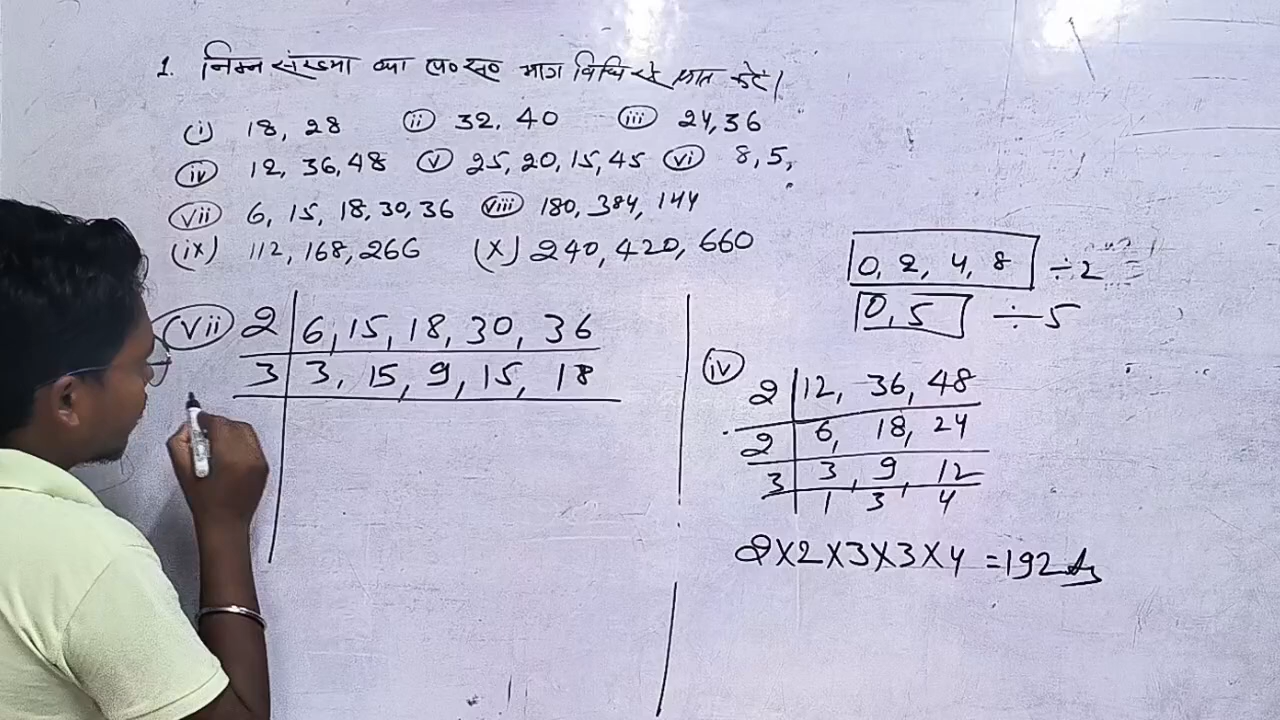 1. निम्न संख्या का ल०स० भाग विधि से ज्ञात करें।
(i) 18, 28 (ii) 32, 40 (iii) 24, 36
(iv) 12, 36, 48 (v) 25, 20, 15, 45 (vi) 8, 5,
(vii) 6, 15, 18, 30, 36 (viii) 180, 384, 144
(ix) 112, 168, 266 (x) 240, 420, 660
(vii) 2 | 6, 15, 18, 30, 36
3 | 3, 15, 9, 15, 18
0, 2, 4, 8 ÷2
0, 5 ÷5
(iv) 2 | 12, 36, 48
2 | 6, 18, 24
3 | 3, 9, 12
1, 3, 4
2X2X3X3X4 = 192 Ans